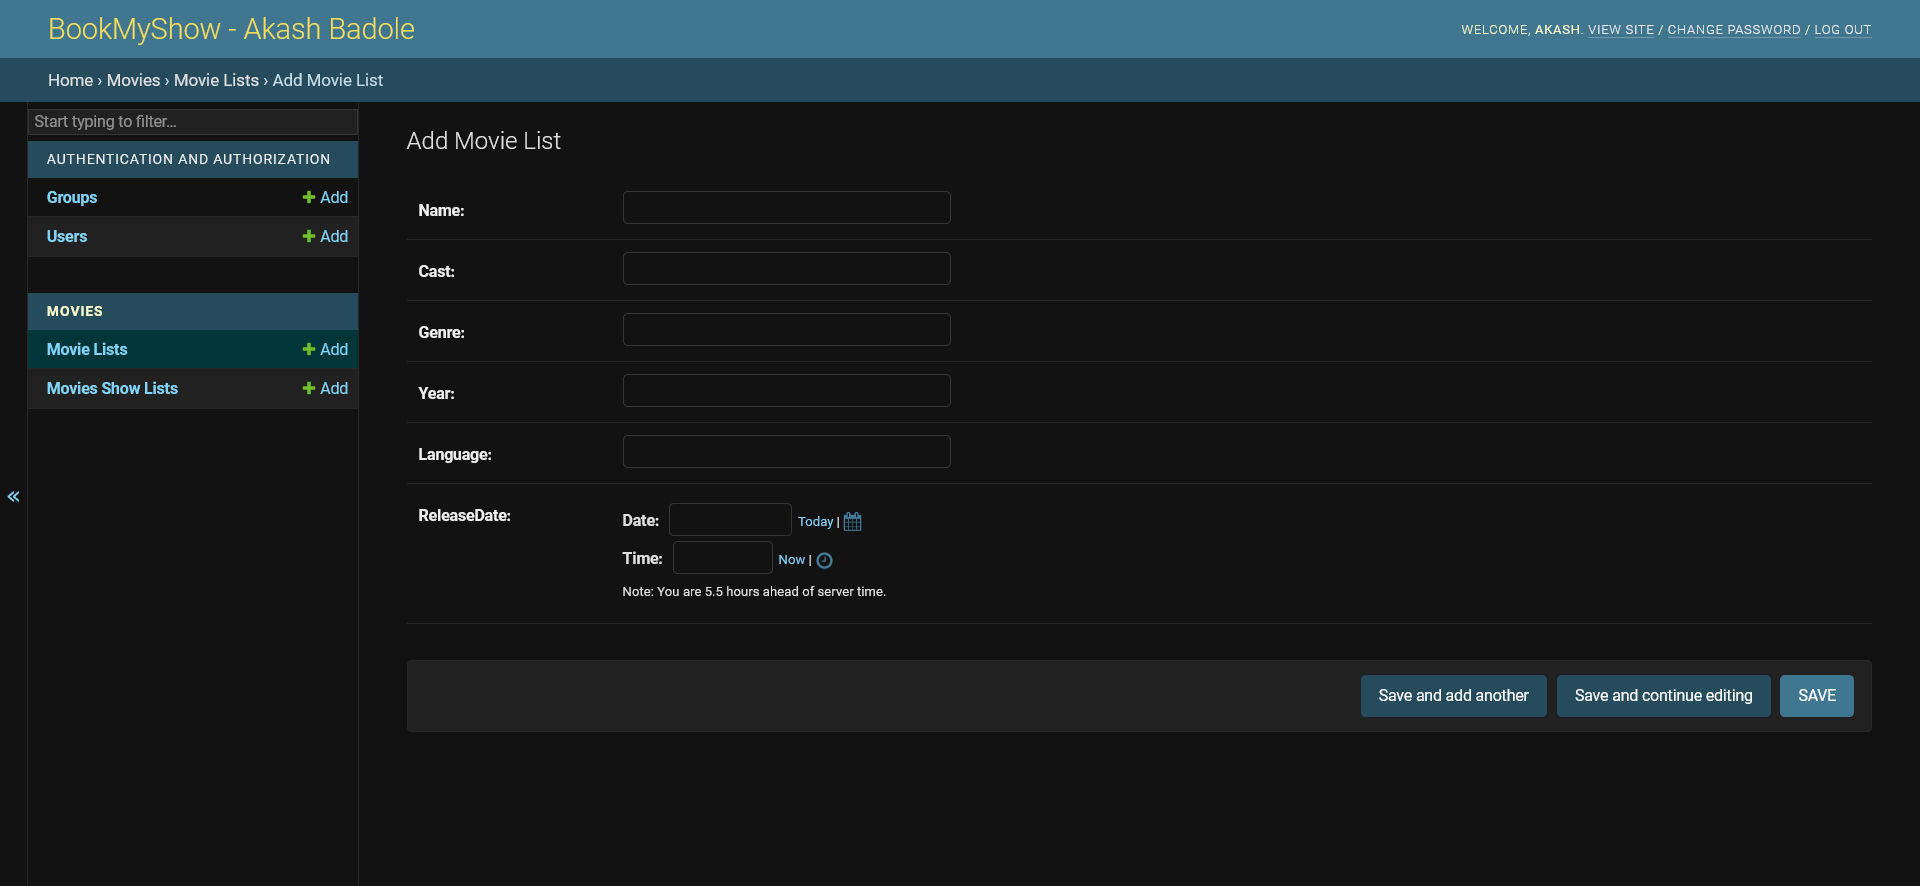 BookMyShow - Akash Badole
WELCOME, AKASH. VIEW SITE / CHANGE PASSWORD / LOG OUT
Home › Movies › Movie Lists › Add Movie List
Start typing to filter...
AUTHENTICATION AND AUTHORIZATION
Groups Add
Users Add
MOVIES
Movie Lists Add
Movies Show Lists Add
«
Add Movie List
Name:
Cast:
Genre:
Year:
Language:
ReleaseDate:
Date: Today |
Time: Now |
Note: You are 5.5 hours ahead of server time.
Save and add another Save and continue editing SAVE